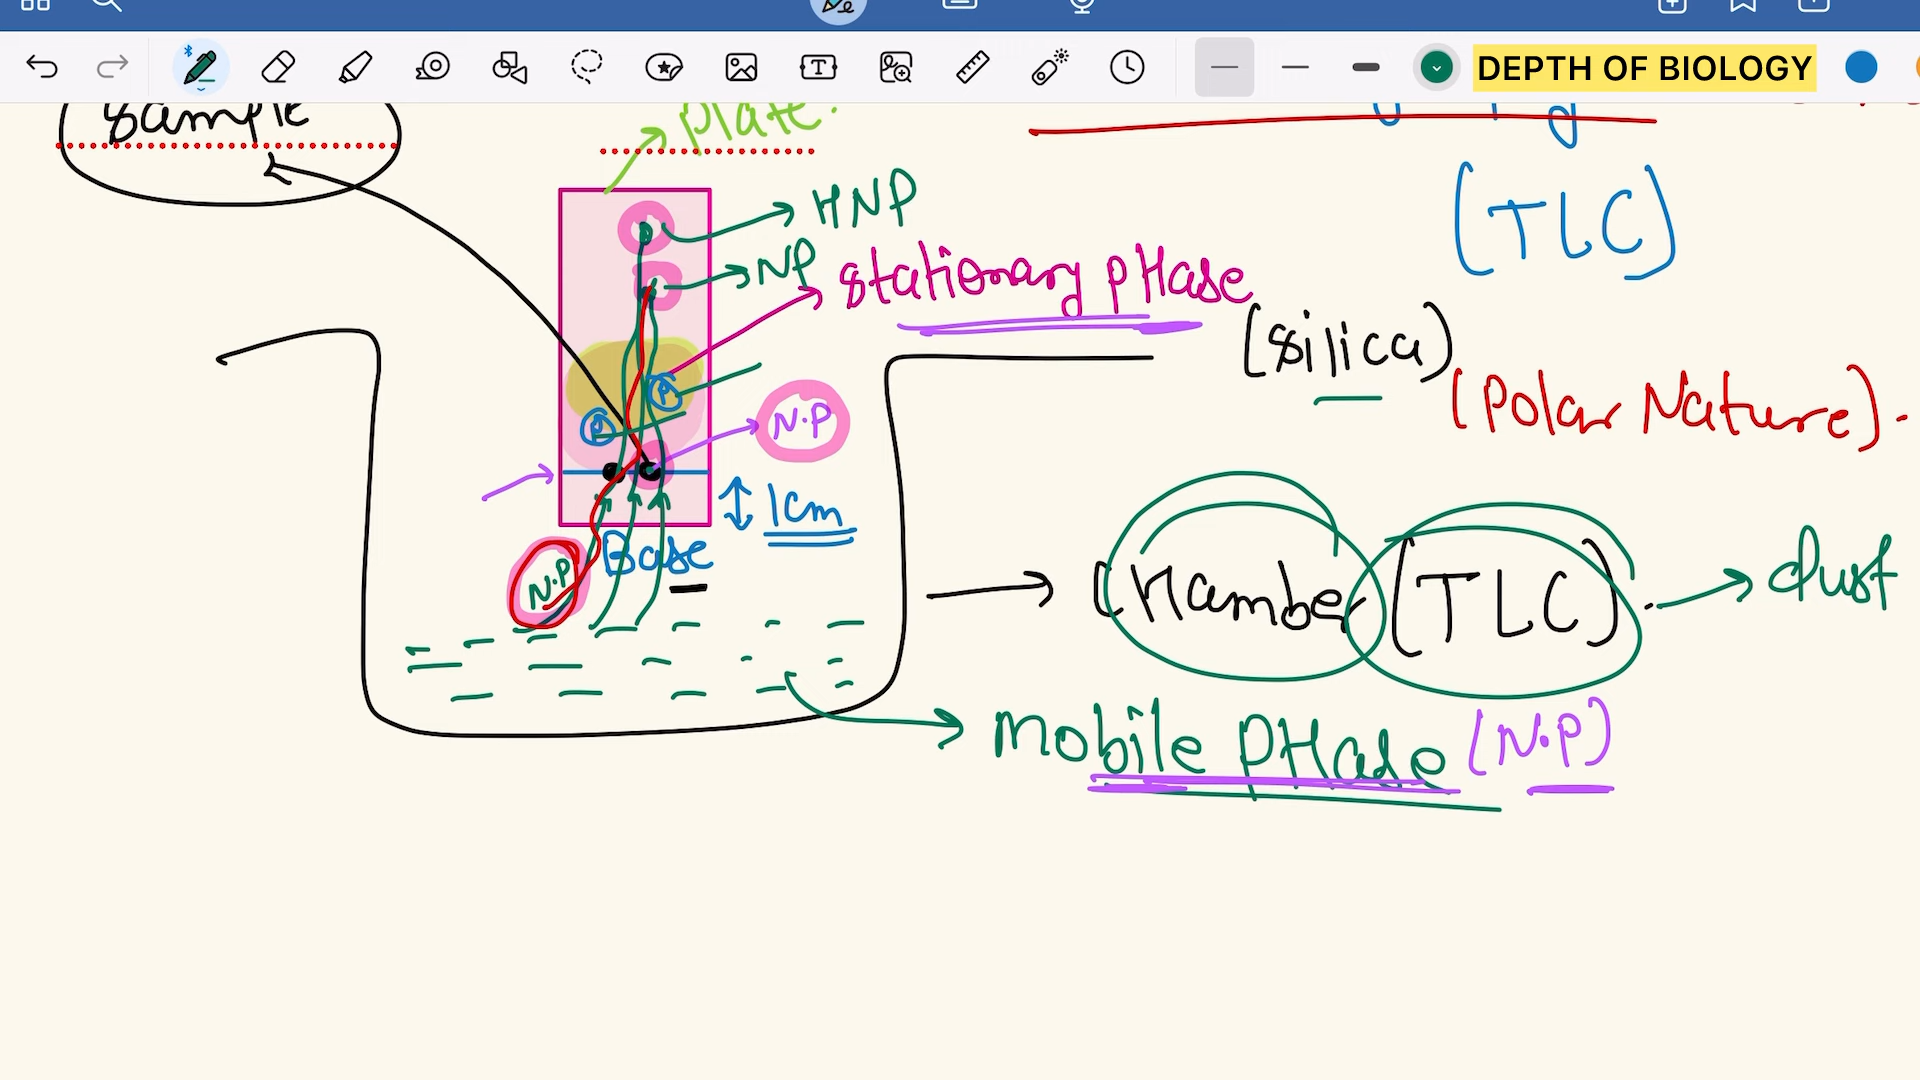 DEPTH OF BIOLOGY
sample
plate.
HNP
(TLC)
NP
stationary pHase
(silica)
(Polar Nature).
P
N.P
P
1cm
Base
N.P
CHamber (TLC). dust
mobile PHase (N.P)